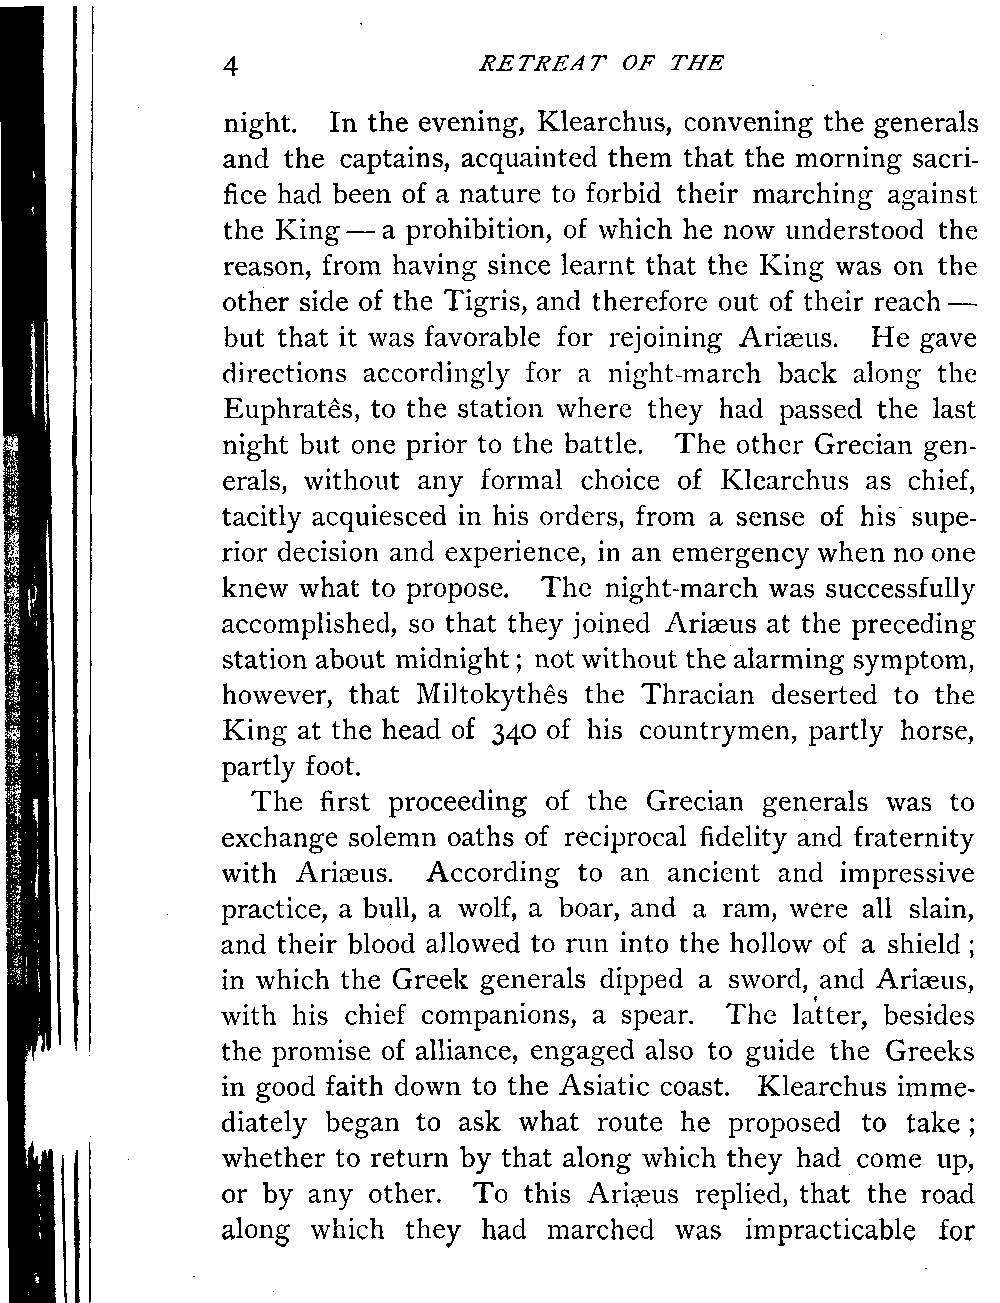 4 RETREAT OF THE
night. In the evening, Klearchus, convening the generals
and the captains, acquainted them that the morning sacri-
fice had been of a nature to forbid their marching against
the King — a prohibition, of which he now understood the
reason, from having since learnt that the King was on the
other side of the Tigris, and therefore out of their reach —
but that it was favorable for rejoining Ariæus. He gave
directions accordingly for a night-march back along the
Euphratês, to the station where they had passed the last
night but one prior to the battle. The other Grecian gen-
erals, without any formal choice of Klearchus as chief,
tacitly acquiesced in his orders, from a sense of his supe-
rior decision and experience, in an emergency when no one
knew what to propose. The night-march was successfully
accomplished, so that they joined Ariæus at the preceding
station about midnight; not without the alarming symptom,
however, that Miltokythês the Thracian deserted to the
King at the head of 340 of his countrymen, partly horse,
partly foot.
The first proceeding of the Grecian generals was to
exchange solemn oaths of reciprocal fidelity and fraternity
with Ariæus. According to an ancient and impressive
practice, a bull, a wolf, a boar, and a ram, were all slain,
and their blood allowed to run into the hollow of a shield;
in which the Greek generals dipped a sword, and Ariæus,
with his chief companions, a spear. The latter, besides
the promise of alliance, engaged also to guide the Greeks
in good faith down to the Asiatic coast. Klearchus imme-
diately began to ask what route he proposed to take;
whether to return by that along which they had come up,
or by any other. To this Ariæus replied, that the road
along which they had marched was impracticable for